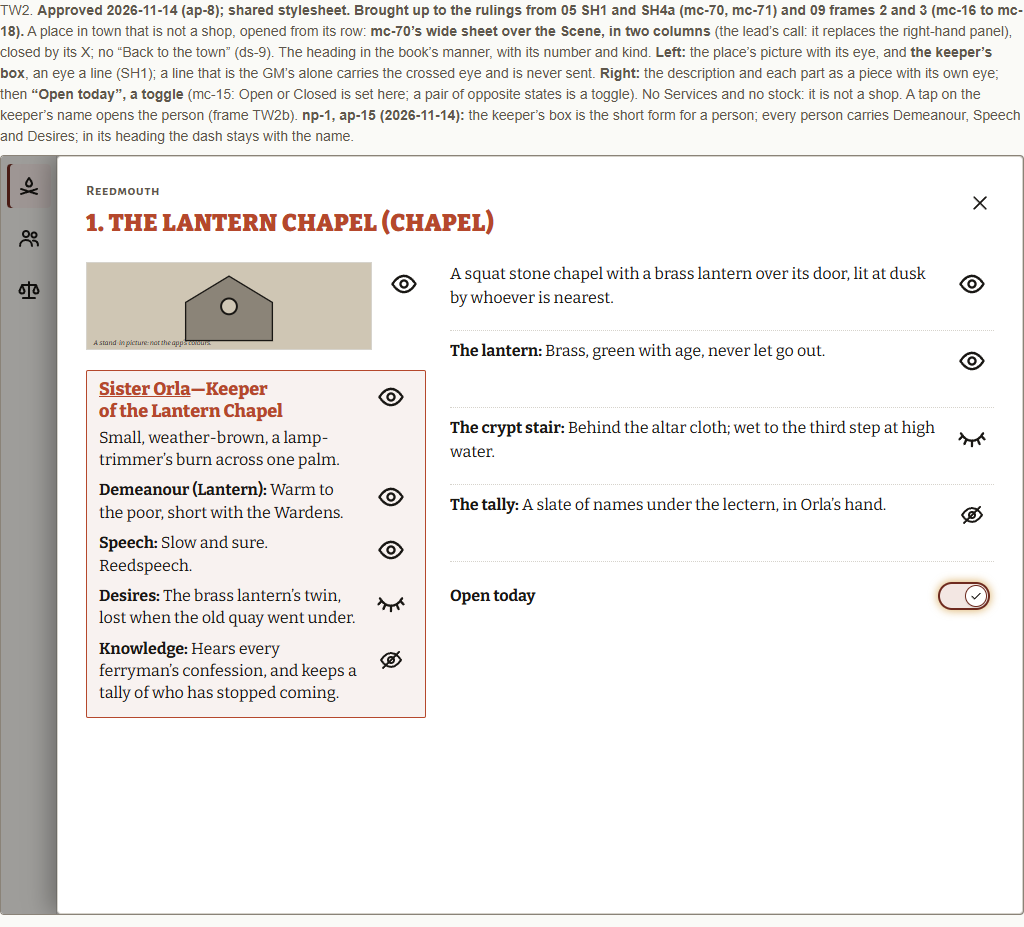 TW2. Approved 2026-11-14 (ap-8); shared stylesheet. Brought up to the rulings from 05 SH1 and SH4a (mc-70, mc-71) and 09 frames 2 and 3 (mc-16 to mc-
18). A place in town that is not a shop, opened from its row: mc-70’s wide sheet over the Scene, in two columns (the lead’s call: it replaces the right-hand panel),
closed by its X; no “Back to the town” (ds-9). The heading in the book’s manner, with its number and kind. Left: the place’s picture with its eye, and the keeper’s
box, an eye a line (SH1); a line that is the GM’s alone carries the crossed eye and is never sent. Right: the description and each part as a piece with its own eye;
then “Open today”, a toggle (mc-15: Open or Closed is set here; a pair of opposite states is a toggle). No Services and no stock: it is not a shop. A tap on the
keeper’s name opens the person (frame TW2b). np-1, ap-15 (2026-11-14): the keeper’s box is the short form for a person; every person carries Demeanour, Speech
and Desires; in its heading the dash stays with the name.
REEDMOUTH
1. THE LANTERN CHAPEL (CHAPEL)
A stand-in picture: not the app’s colours.
Sister Orla—Keeper
of the Lantern Chapel
Small, weather-brown, a lamp-
trimmer’s burn across one palm.
Demeanour (Lantern): Warm to
the poor, short with the Wardens.
Speech: Slow and sure.
Reedspeech.
Desires: The brass lantern’s twin,
lost when the old quay went under.
Knowledge: Hears every
ferryman’s confession, and keeps a
tally of who has stopped coming.
A squat stone chapel with a brass lantern over its door, lit at dusk
by whoever is nearest.
The lantern: Brass, green with age, never let go out.
The crypt stair: Behind the altar cloth; wet to the third step at high
water.
The tally: A slate of names under the lectern, in Orla’s hand.
Open today